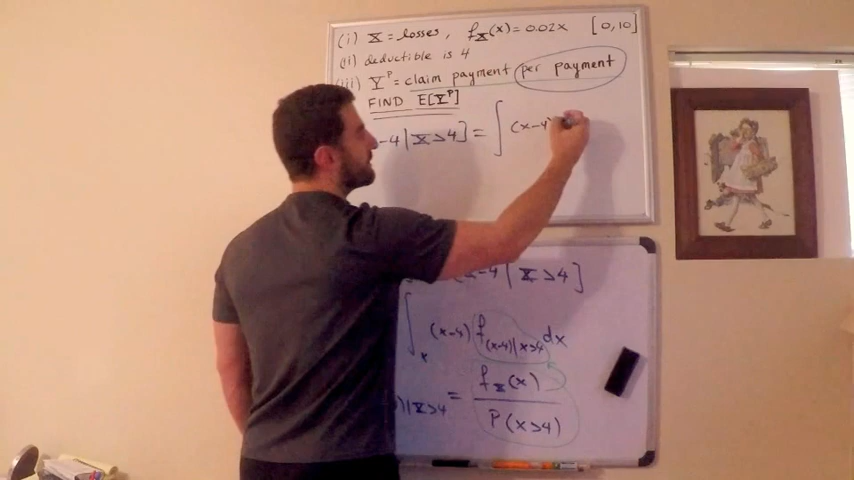 (i) X = losses, f_X(x) = 0.02x [0,10]
(ii) deductible is 4
(iii) Y^P = claim payment per payment
FIND E[Y^P]
-4 | X>4] = ∫ (x-4)
x-4 | X>4]
∫_x (x-4) f_{(x-4)|x>4} dx
)|X>4 = f_X(x) / P(x>4)